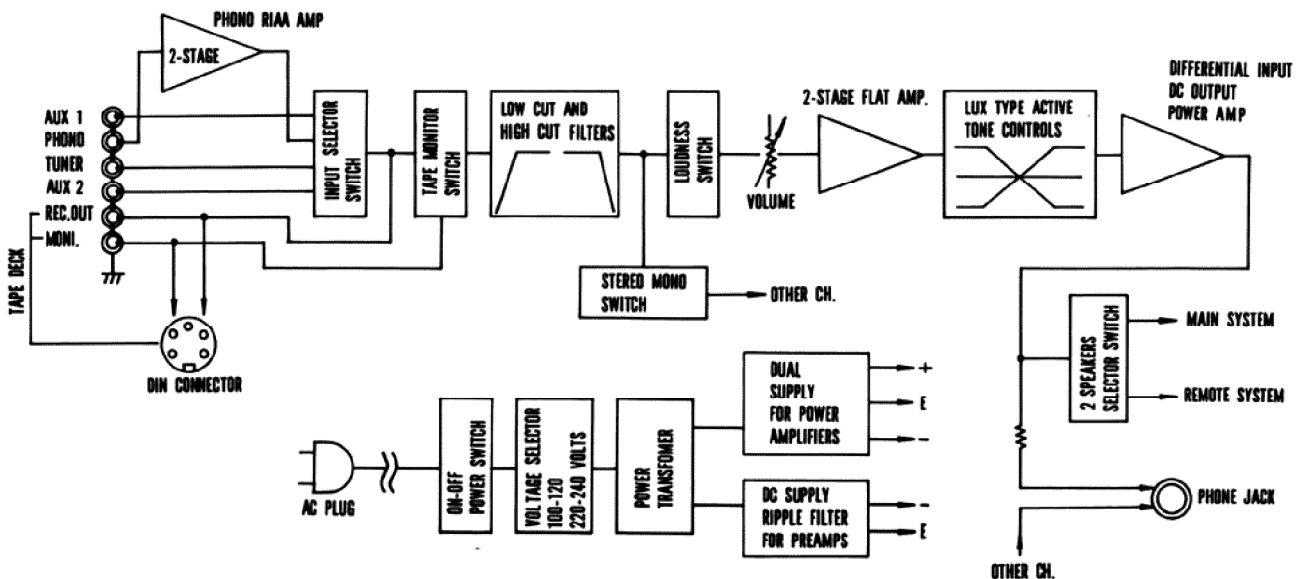 PHONO RIAA AMP
2-STAGE
AUX 1
PHONO
TUNER
AUX 2
REC.OUT
MONI.
TAPE DECK
DIN CONNECTOR
INPUT SELECTOR
SWITCH
TAPE MONITOR
SWITCH
LOW CUT AND
HIGH CUT FILTERS
LOUDNESS
SWITCH
VOLUME
2-STAGE FLAT AMP.
LUX TYPE ACTIVE
TONE CONTROLS
DIFFERENTIAL INPUT
DC OUTPUT
POWER AMP
STEREO MONO
SWITCH
OTHER CH.
2 SPEAKERS
SELECTOR SWITCH
MAIN SYSTEM
REMOTE SYSTEM
PHONE JACK
OTHER CH.
AC PLUG
ON-OFF
POWER SWITCH
VOLTAGE SELECTOR
100-120
220-240 VOLTS
POWER
TRANSFOMER
DUAL
SUPPLY
FOR POWER
AMPLIFIERS
+
E
-
DC SUPPLY
RIPPLE FILTER
FOR PREAMPS
-
E